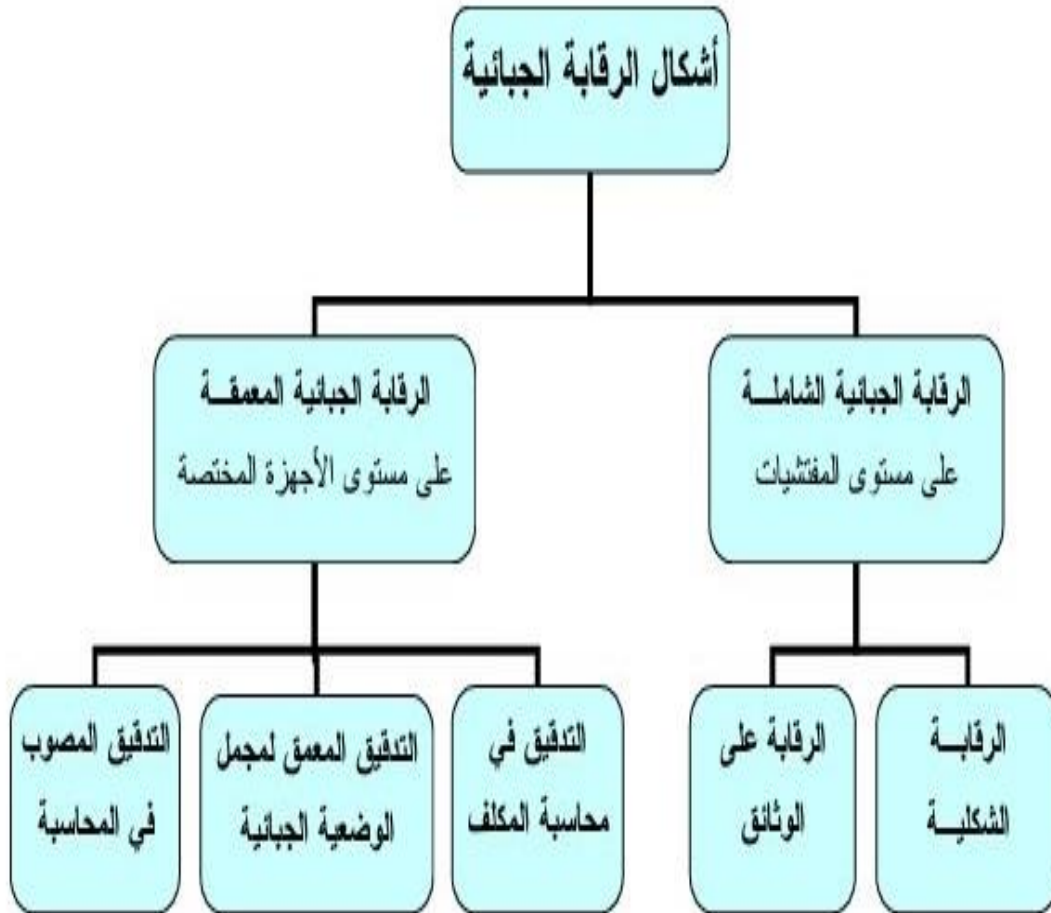 أشكال الرقابة الجبائية
الرقابة الجبائية الشاملـــة
على مستوى المفتشيات
الرقابة الجبائية المعمقـــة
على مستوى الأجهزة المختصة
الرقابـــة
الشكليـــة
الرقابة على
الوثائق
التدقيق في
محاسبة المكلف
التدقيق المعمق لمجمل
الوضعية الجبائية
التدقيق المصوب
في المحاسبة